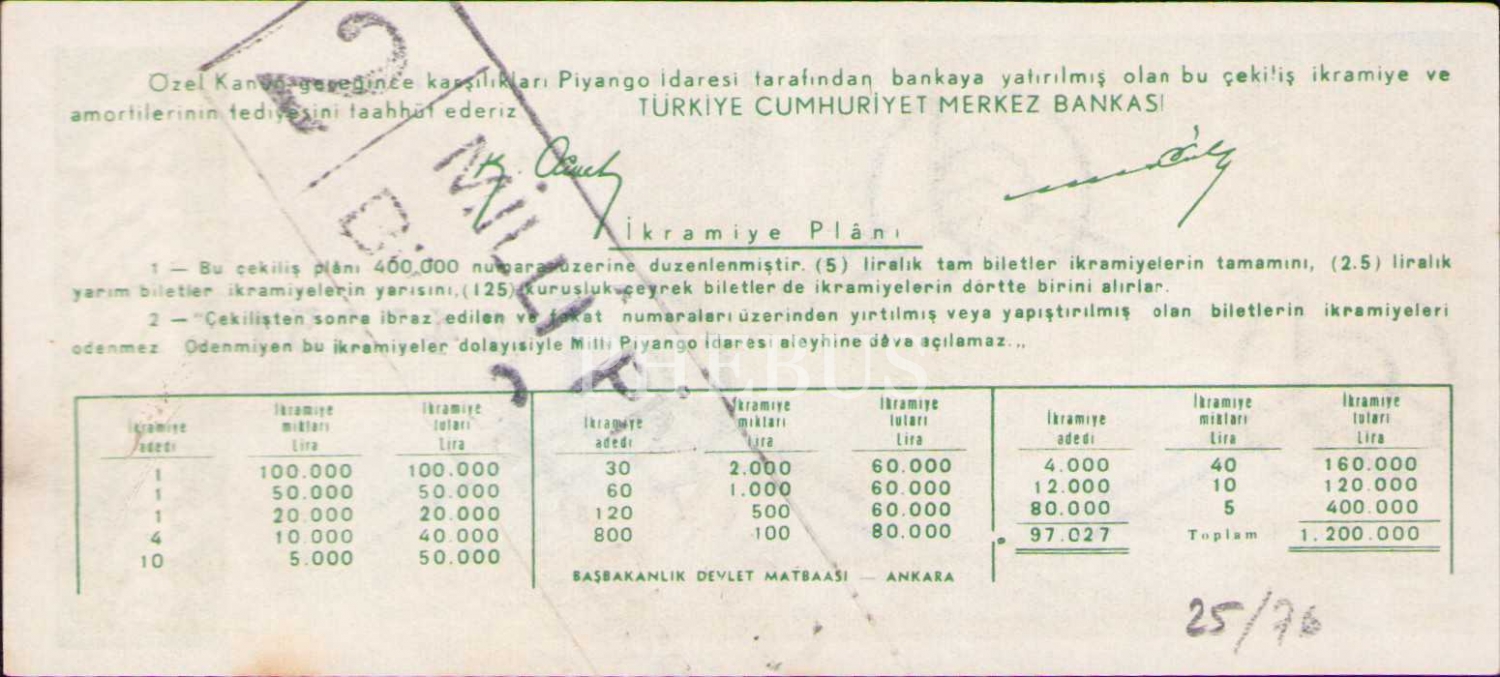 Özel Kanun gereğince karşılıkları Piyango İdaresi tarafından bankaya yatırılmış olan bu çekiliş ikramiye ve
amortilerinin tediyesini taahhüt ederiz TÜRKİYE CUMHURİYET MERKEZ BANKASI
MİLLÎ P
İkramiye Plânı
1 — Bu çekiliş plânı 400.000 numara üzerine duzenlenmiştir. (5) liralık tam biletler ikramiyelerin tamamını, (2.5) liralık
yarım biletler ikramiyelerin yarısını, (125) kuruşluk çeyrek biletler de ikramiyelerin dörtte birini alırlar.
2 — Çekilişten sonra ibraz edilen ve fakat numaraları üzerinden yırtılmış veya yapıştırılmış olan biletlerin ikramiyeleri
ödenmez Ödenmiyen bu ikramiyeler dolayısiyle Milli Piyango İdaresi aleyhine dâva açılamaz.,,
PHEBUS
İkramiye İkramiye İkramiye İkramiye İkramiye İkramiye
İkramiye miktarı tutarı İkramiye miktarı tutarı İkramiye miktarı tutarı
adedi Lira Lira adedi Lira Lira adedi Lira Lira
1 100.000 100.000 30 2.000 60.000 4.000 40 160.000
1 50.000 50.000 60 1.000 60.000 12.000 10 120.000
1 20.000 20.000 120 500 60.000 80.000 5 400.000
4 10.000 40.000 800 100 80.000 97.027 Toplam 1.200.000
10 5.000 50.000
BAŞBAKANLIK DEVLET MATBAASI — ANKARA
25/76